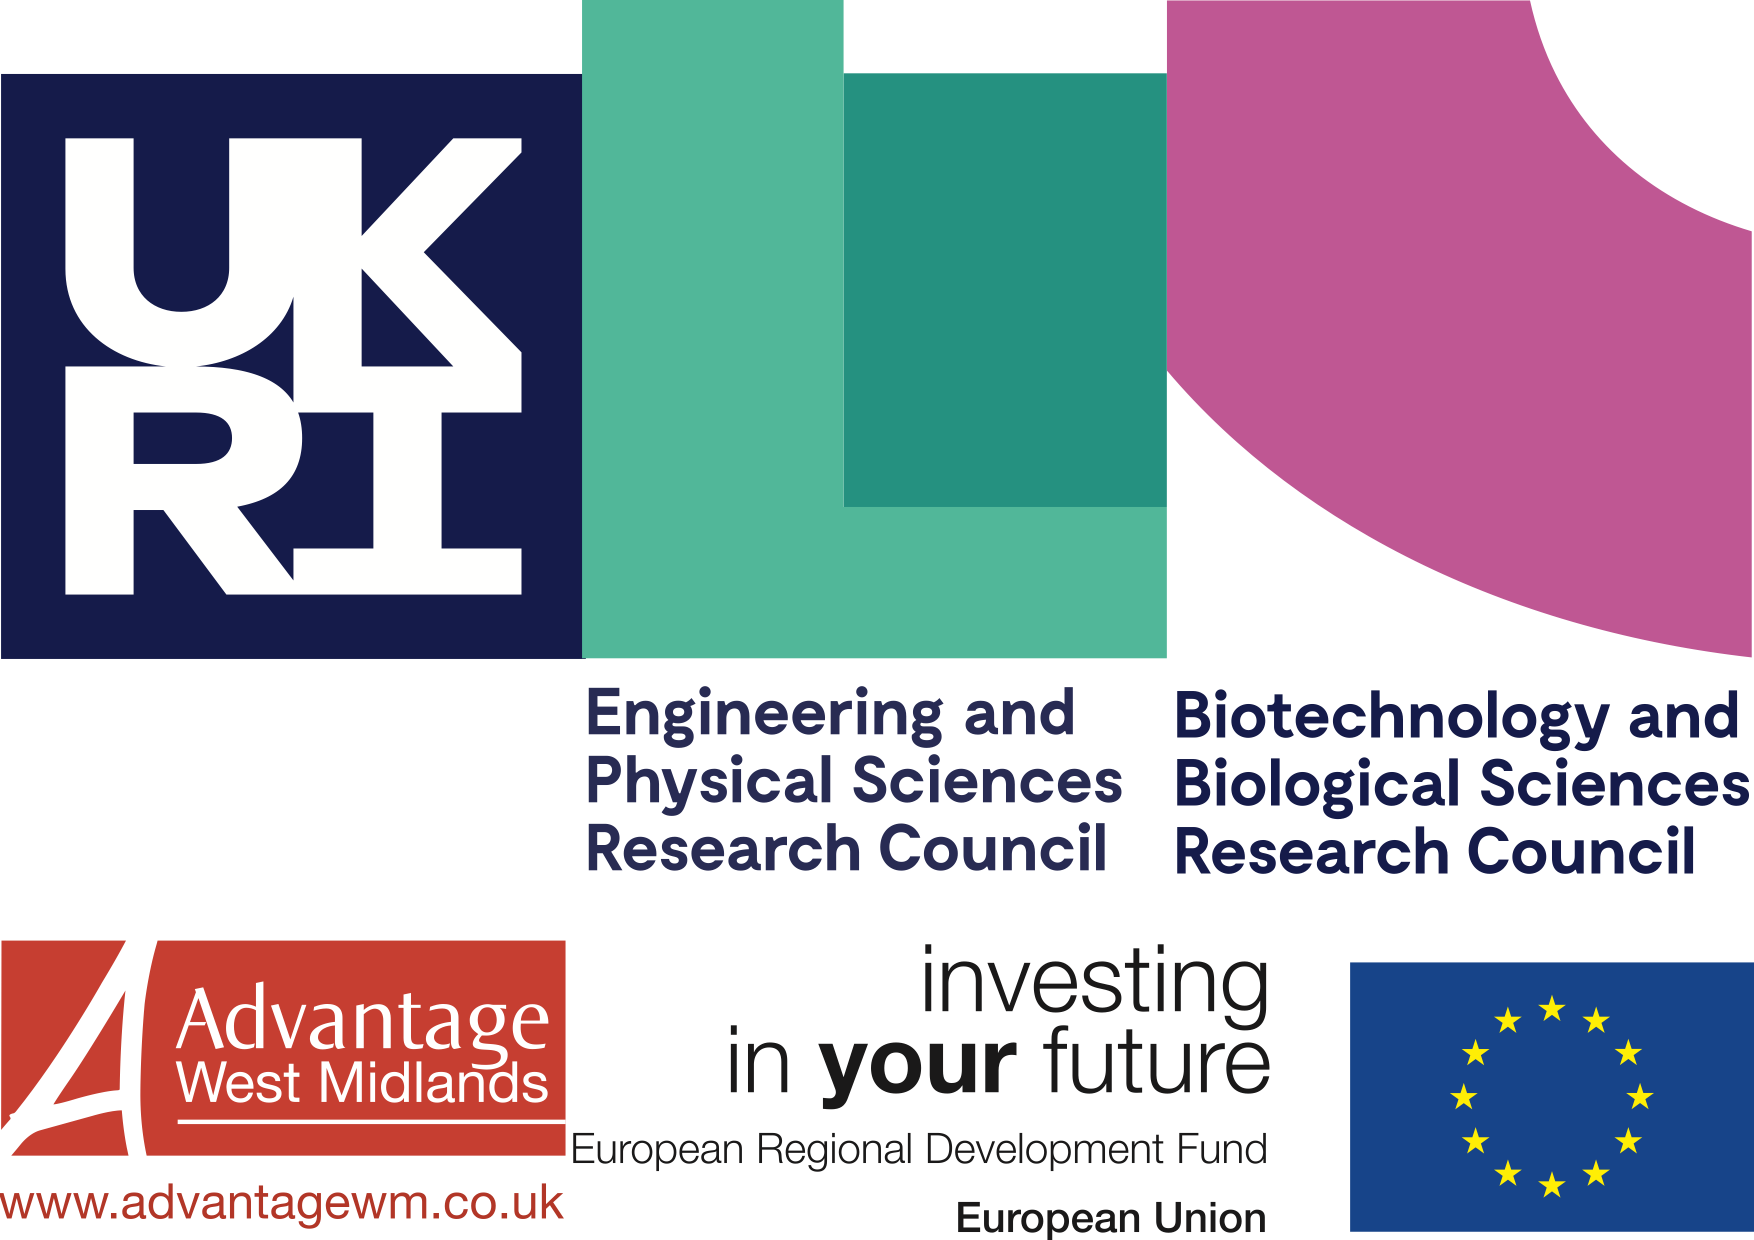 UK
RI
Engineering and
Physical Sciences
Research Council
Biotechnology and
Biological Sciences
Research Council
Advantage
West Midlands
www.advantagewm.co.uk
investing
in your future
European Regional Development Fund
European Union